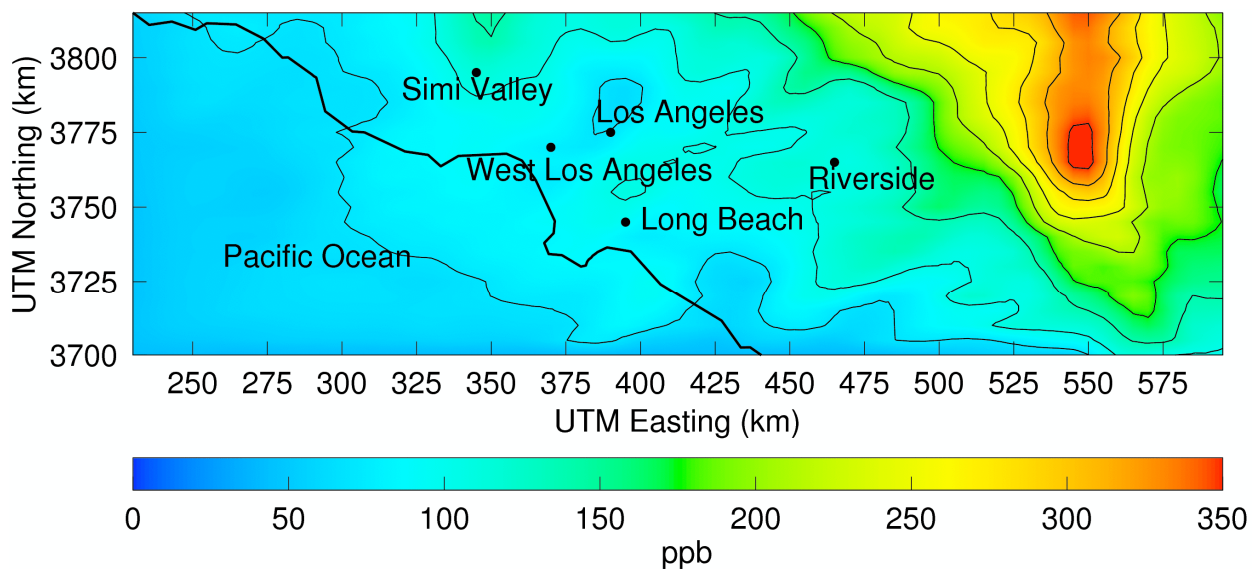 UTM Northing (km)
3800
3775
3750
3725
3700
Simi Valley
Los Angeles
West Los Angeles
Riverside
Long Beach
Pacific Ocean
250 275 300 325 350 375 400 425 450 475 500 525 550 575
UTM Easting (km)
0 50 100 150 200 250 300 350
ppb